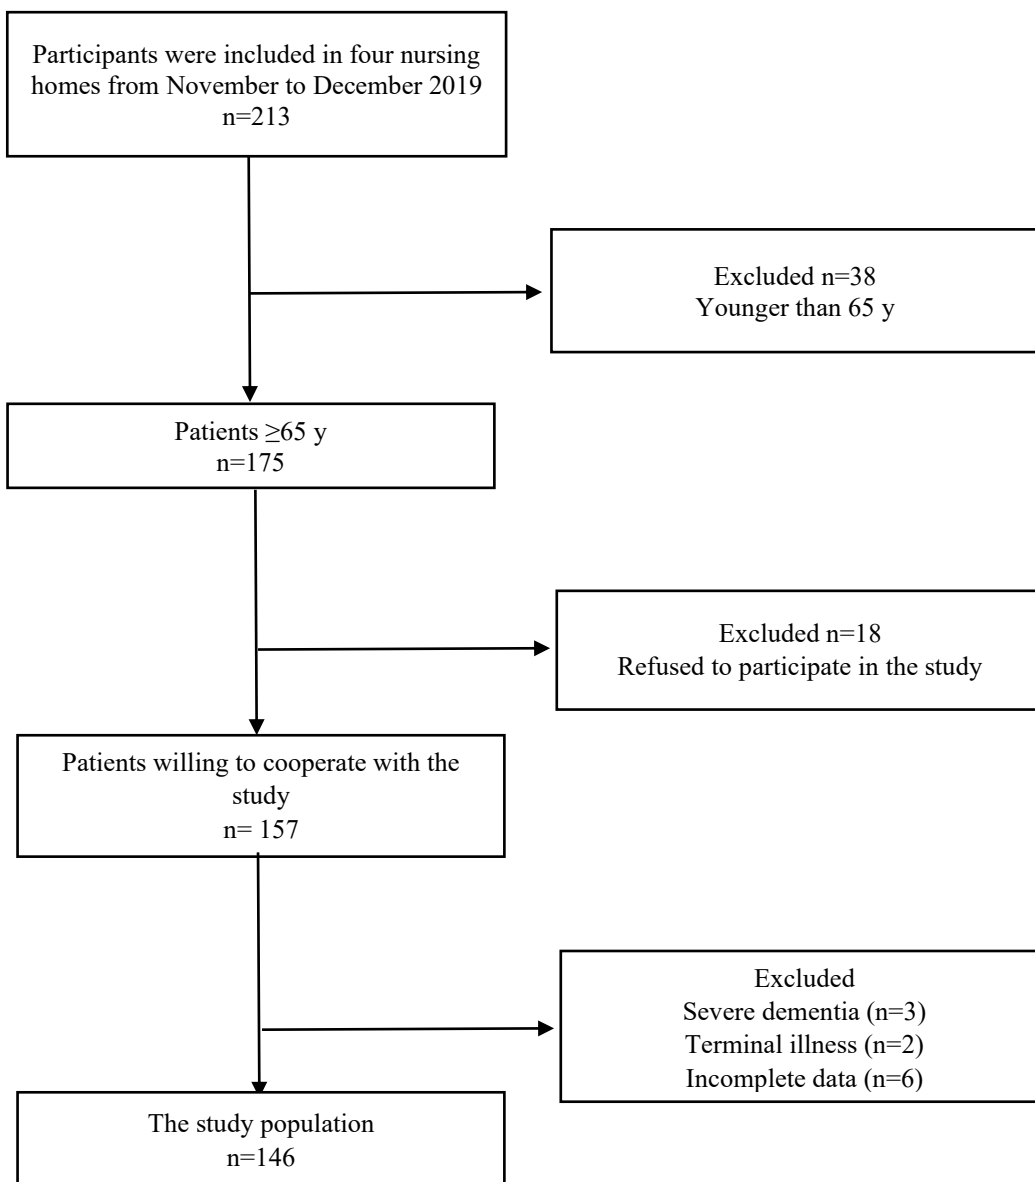 Participants were included in four nursing
homes from November to December 2019
n=213
Excluded n=38
Younger than 65 y
Patients ≥65 y
n=175
Excluded n=18
Refused to participate in the study
Patients willing to cooperate with the
study
n= 157
Excluded
Severe dementia (n=3)
Terminal illness (n=2)
Incomplete data (n=6)
The study population
n=146